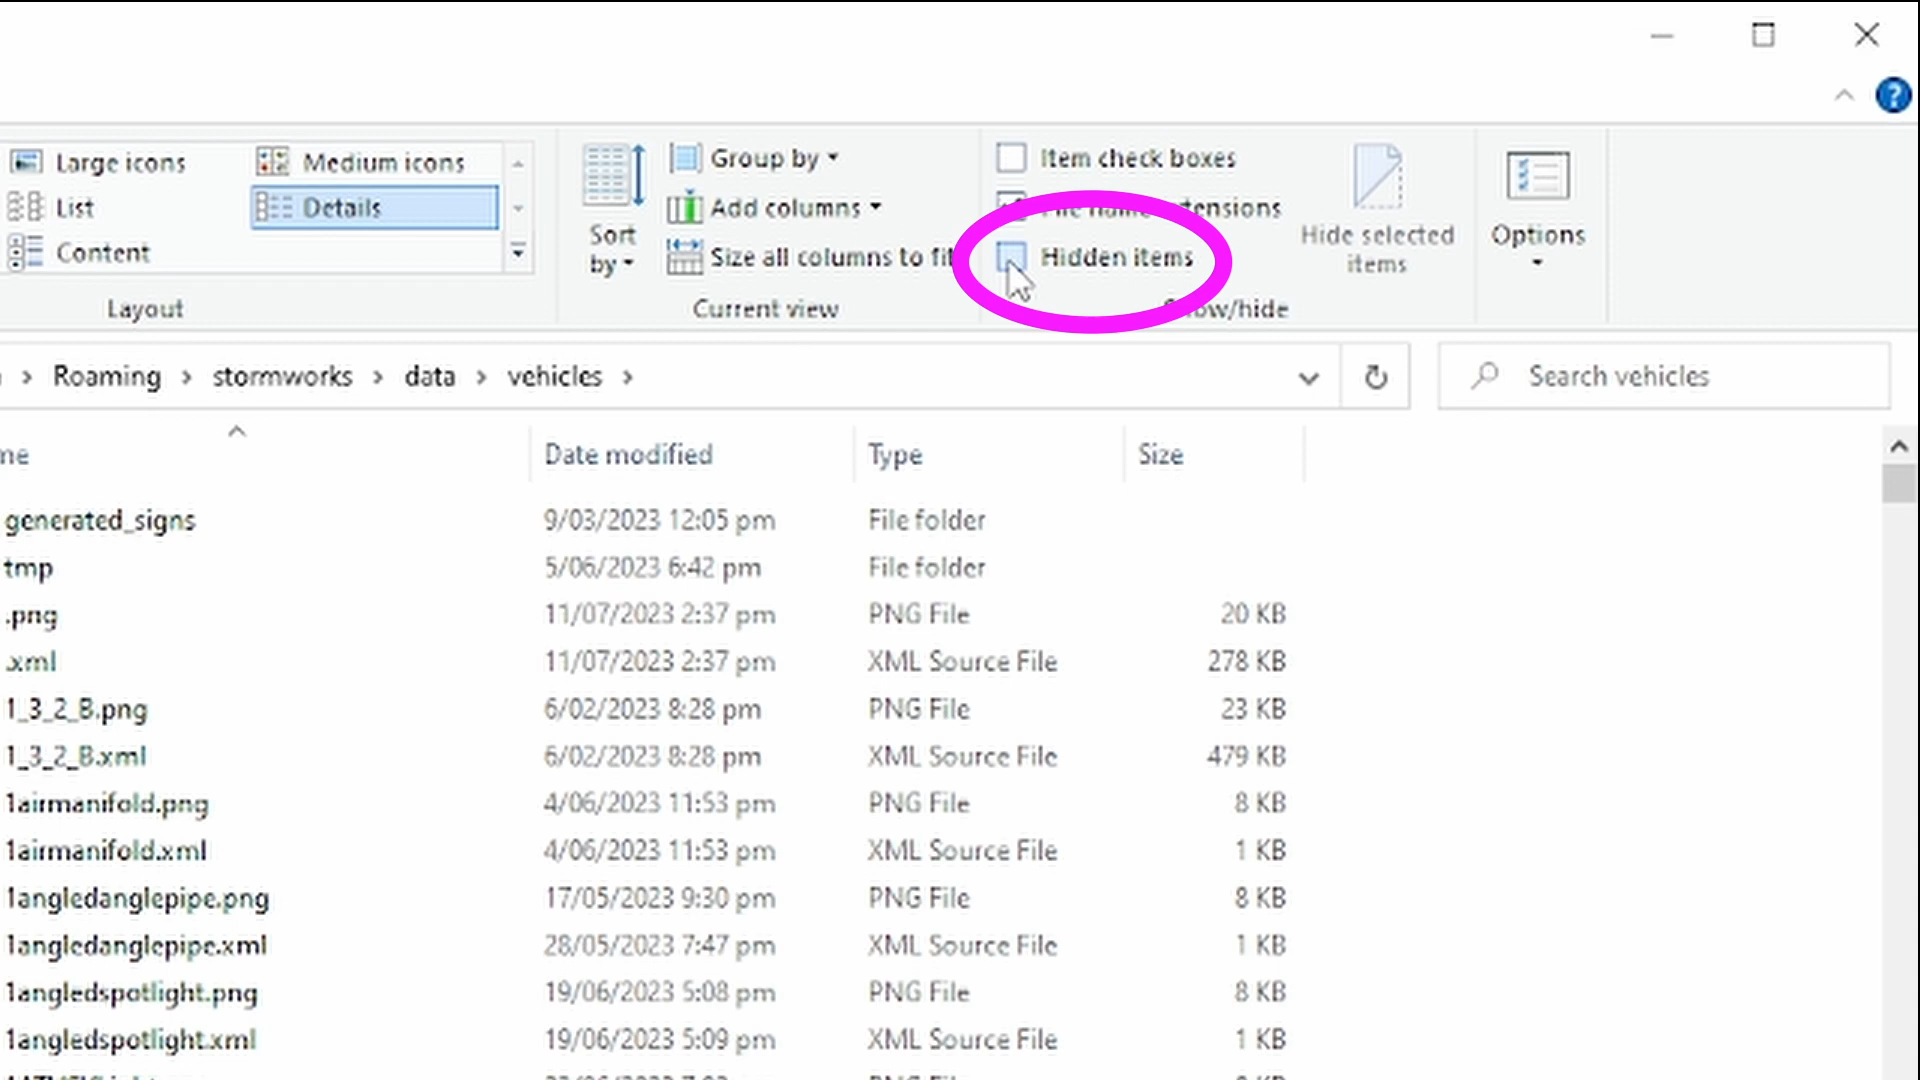 ?
Large icons Medium icons
List Details
Content
Layout
Sort by
Group by
Add columns
Size all columns to fit
Current view
Item check boxes
File name extensions
Hidden items
Show/hide
Hide selected items
Options
Roaming > stormworks > data > vehicles >
Search vehicles
me Date modified Type Size
generated_signs 9/03/2023 12:05 pm File folder
tmp 5/06/2023 6:42 pm File folder
.png 11/07/2023 2:37 pm PNG File 20 KB
.xml 11/07/2023 2:37 pm XML Source File 278 KB
1_3_2_B.png 6/02/2023 8:28 pm PNG File 23 KB
1_3_2_B.xml 6/02/2023 8:28 pm XML Source File 479 KB
1airmanifold.png 4/06/2023 11:53 pm PNG File 8 KB
1airmanifold.xml 4/06/2023 11:53 pm XML Source File 1 KB
1angledanglepipe.png 17/05/2023 9:30 pm PNG File 8 KB
1angledanglepipe.xml 28/05/2023 7:47 pm XML Source File 1 KB
1angledspotlight.png 19/06/2023 5:08 pm PNG File 8 KB
1angledspotlight.xml 19/06/2023 5:09 pm XML Source File 1 KB